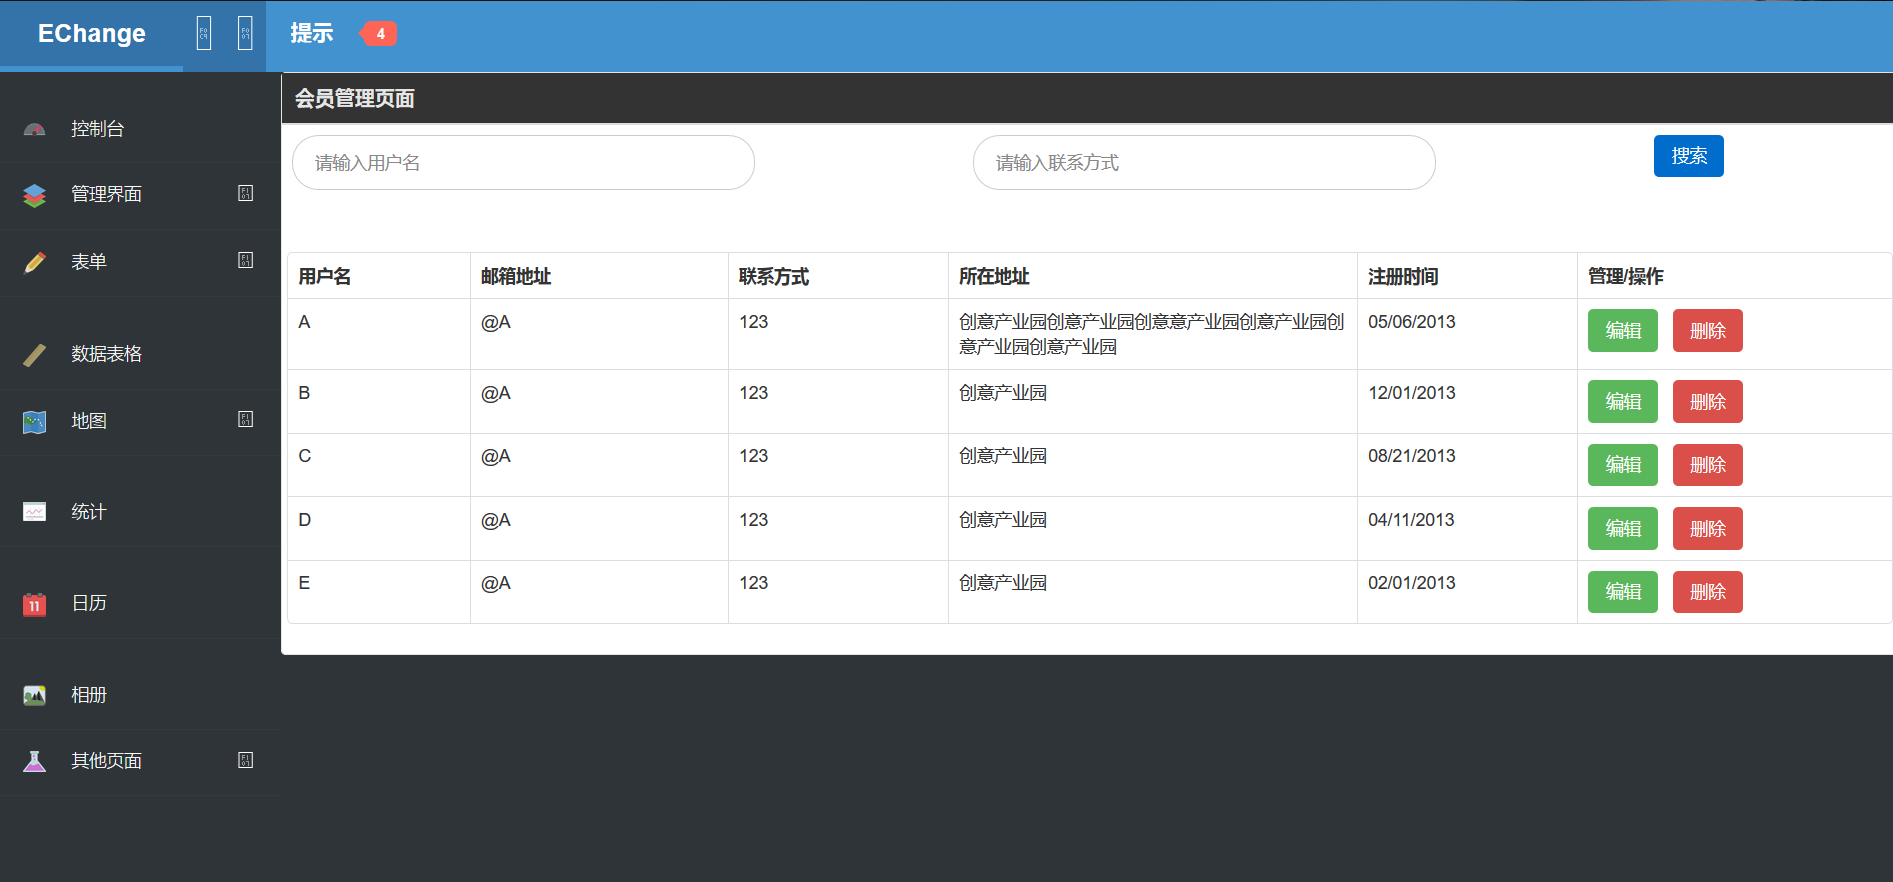 EChange
提示 4
控制台
管理界面
表单
数据表格
地图
统计
11 日历
相册
其他页面
会员管理页面
请输入用户名 请输入联系方式 搜索
用户名 邮箱地址 联系方式 所在地址 注册时间 管理/操作
A @A 123 创意产业园创意产业园创意意产业园创意产业园创 05/06/2013 编辑 删除
意产业园创意产业园
B @A 123 创意产业园 12/01/2013 编辑 删除
C @A 123 创意产业园 08/21/2013 编辑 删除
D @A 123 创意产业园 04/11/2013 编辑 删除
E @A 123 创意产业园 02/01/2013 编辑 删除